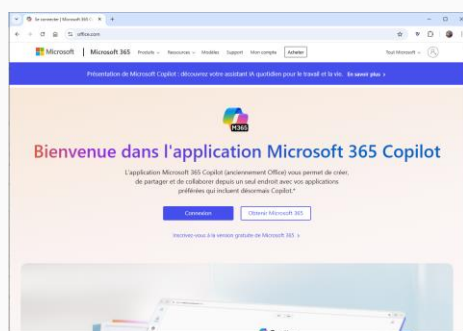 Se connecter | Microsoft 365
office.com
Microsoft | Microsoft 365 Produits Ressources Modèles Support Mon compte Acheter Tout Microsoft
Présentation de Microsoft Copilot : découvrez votre assistant IA quotidien pour le travail et la vie. En savoir plus >
M365
Bienvenue dans l'application Microsoft 365 Copilot
L'application Microsoft 365 Copilot (anciennement Office) vous permet de créer,
de partager et de collaborer depuis un seul endroit avec vos applications
préférées qui incluent désormais Copilot.*
Connexion Obtenir Microsoft 365
Inscrivez-vous à la version gratuite de Microsoft 365 >